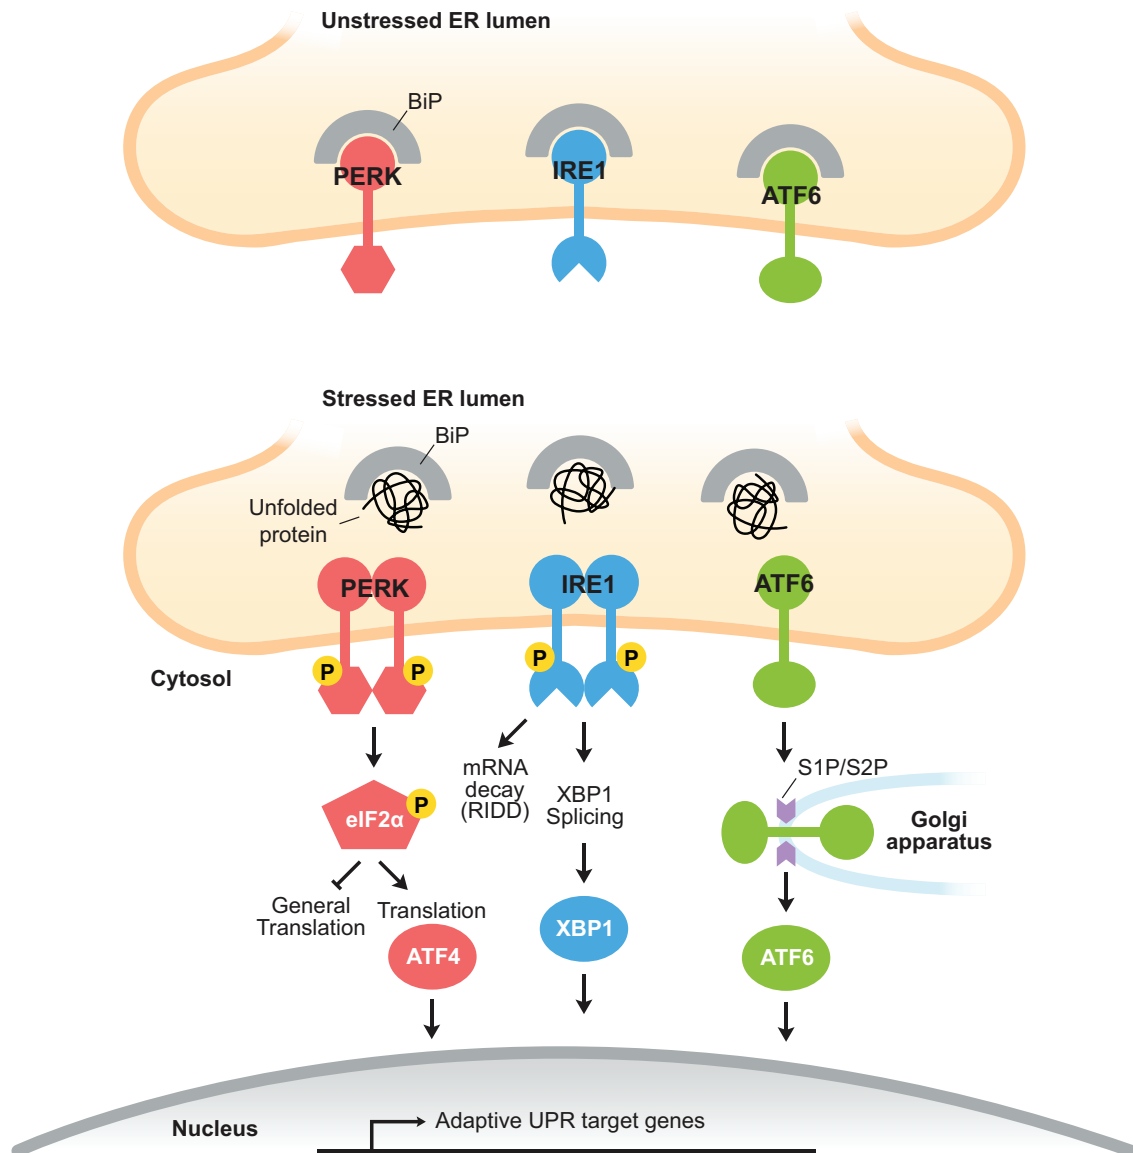 Unstressed ER lumen
BiP
PERK
IRE1
ATF6
Stressed ER lumen
BiP
Unfolded
protein
PERK
IRE1
ATF6
P
P
P
P
Cytosol
mRNA
decay
(RIDD)
XBP1
Splicing
S1P/S2P
eIF2α
P
Golgi
apparatus
General
Translation
Translation
ATF4
XBP1
ATF6
Nucleus
Adaptive UPR target genes